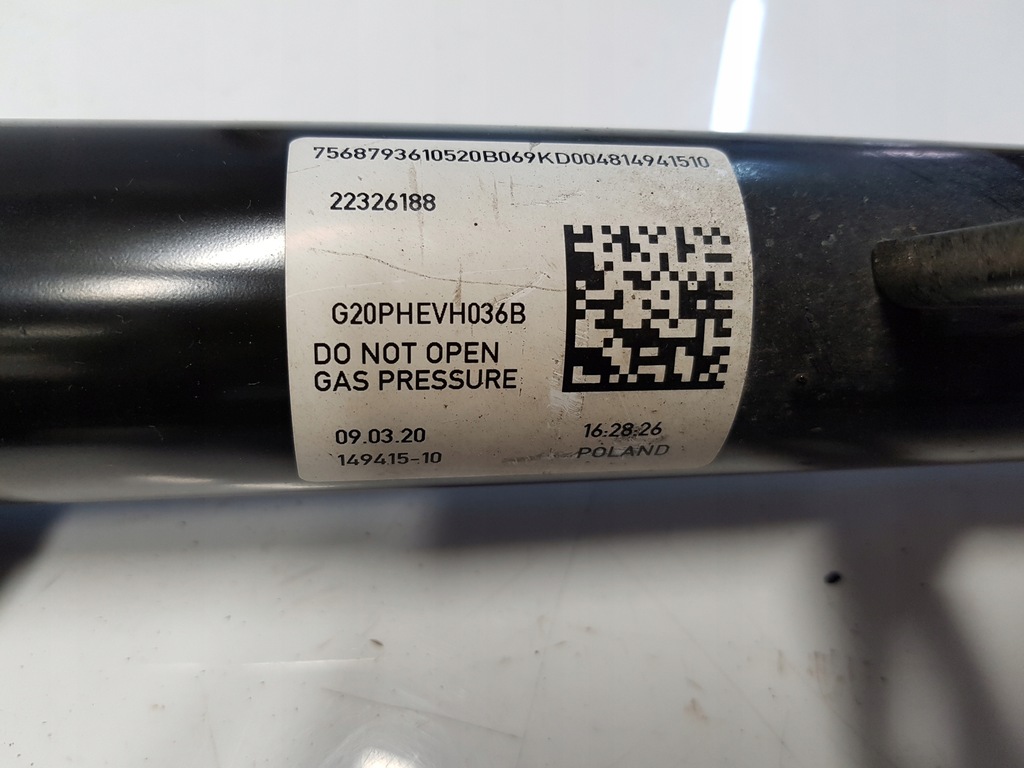 7568793610520B069KD004814941510
22326188
G20PHEVH036B
DO NOT OPEN
GAS PRESSURE
09.03.20
16:28:26
149415-10
POLAND